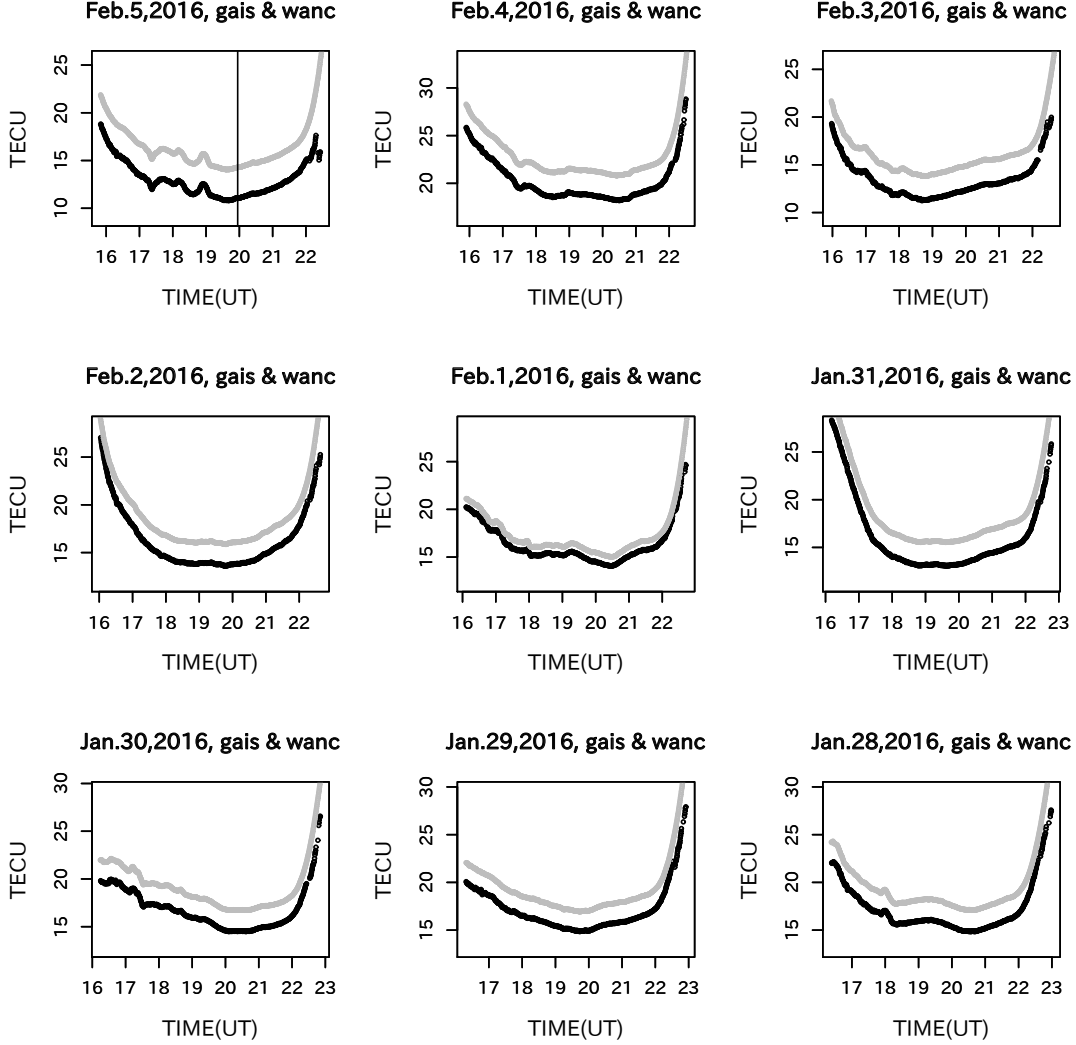 Feb.5,2016, gais & wanc
Feb.4,2016, gais & wanc
Feb.3,2016, gais & wanc
TECU
10 15 20 25
16 17 18 19 20 21 22
TIME(UT)
TECU
20 25 30
16 17 18 19 20 21 22
TIME(UT)
TECU
10 15 20 25
16 17 18 19 20 21 22
TIME(UT)
Feb.2,2016, gais & wanc
Feb.1,2016, gais & wanc
Jan.31,2016, gais & wanc
TECU
15 20 25
16 17 18 19 20 21 22
TIME(UT)
TECU
15 20 25
16 17 18 19 20 21 22
TIME(UT)
TECU
15 20 25
16 17 18 19 20 21 22 23
TIME(UT)
Jan.30,2016, gais & wanc
Jan.29,2016, gais & wanc
Jan.28,2016, gais & wanc
TECU
15 20 25 30
16 17 18 19 20 21 22 23
TIME(UT)
TECU
15 20 25 30
17 18 19 20 21 22 23
TIME(UT)
TECU
15 20 25 30
17 18 19 20 21 22 23
TIME(UT)